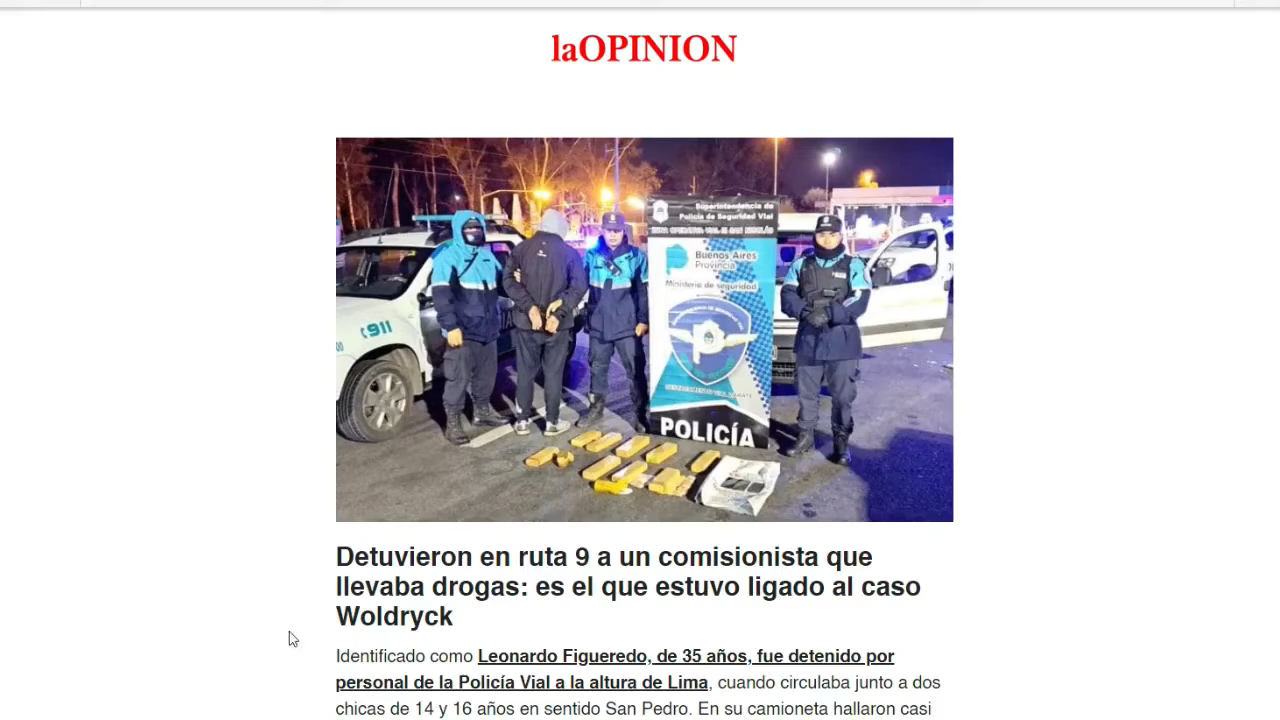 laOPINION
Superintendencia de
Policía de Seguridad Vial
Buenos Aires
Provincia
Ministerio de seguridad
911
POLICÍA
Detuvieron en ruta 9 a un comisionista que
llevaba drogas: es el que estuvo ligado al caso
Woldryck
Identificado como Leonardo Figueredo, de 35 años, fue detenido por
personal de la Policía Vial a la altura de Lima, cuando circulaba junto a dos
chicas de 14 y 16 años en sentido San Pedro. En su camioneta hallaron casi